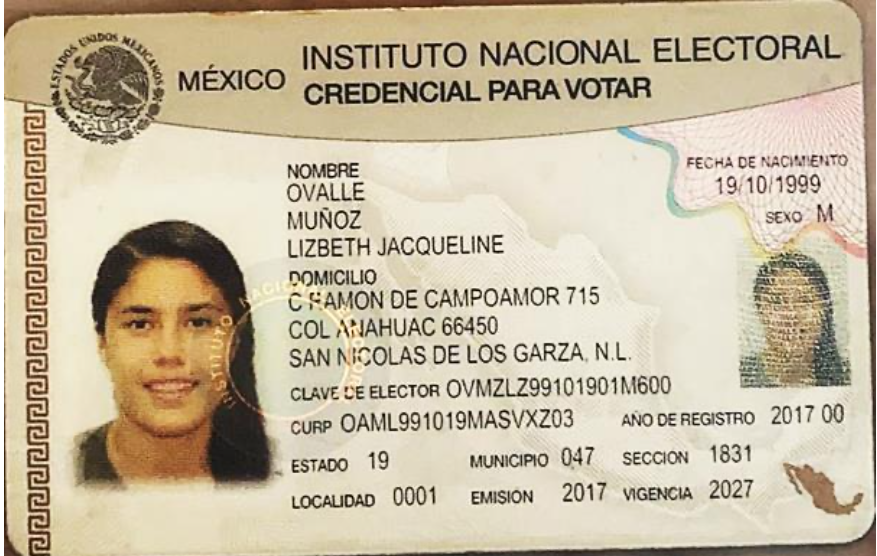 ESTADOS UNIDOS MEXICANOS
MÉXICO INSTITUTO NACIONAL ELECTORAL
CREDENCIAL PARA VOTAR
NOMBRE
OVALLE
MUÑOZ
LIZBETH JACQUELINE
FECHA DE NACIMIENTO
19/10/1999
SEXO M
DOMICILIO
C RAMON DE CAMPOAMOR 715
COL ANAHUAC 66450
SAN NICOLAS DE LOS GARZA, N.L.
CLAVE DE ELECTOR OVMZLZ99101901M600
CURP OAML991019MASVXZ03 AÑO DE REGISTRO 2017 00
ESTADO 19 MUNICIPIO 047 SECCION 1831
LOCALIDAD 0001 EMISIÓN 2017 VIGENCIA 2027
INSTITUTO NACIONAL